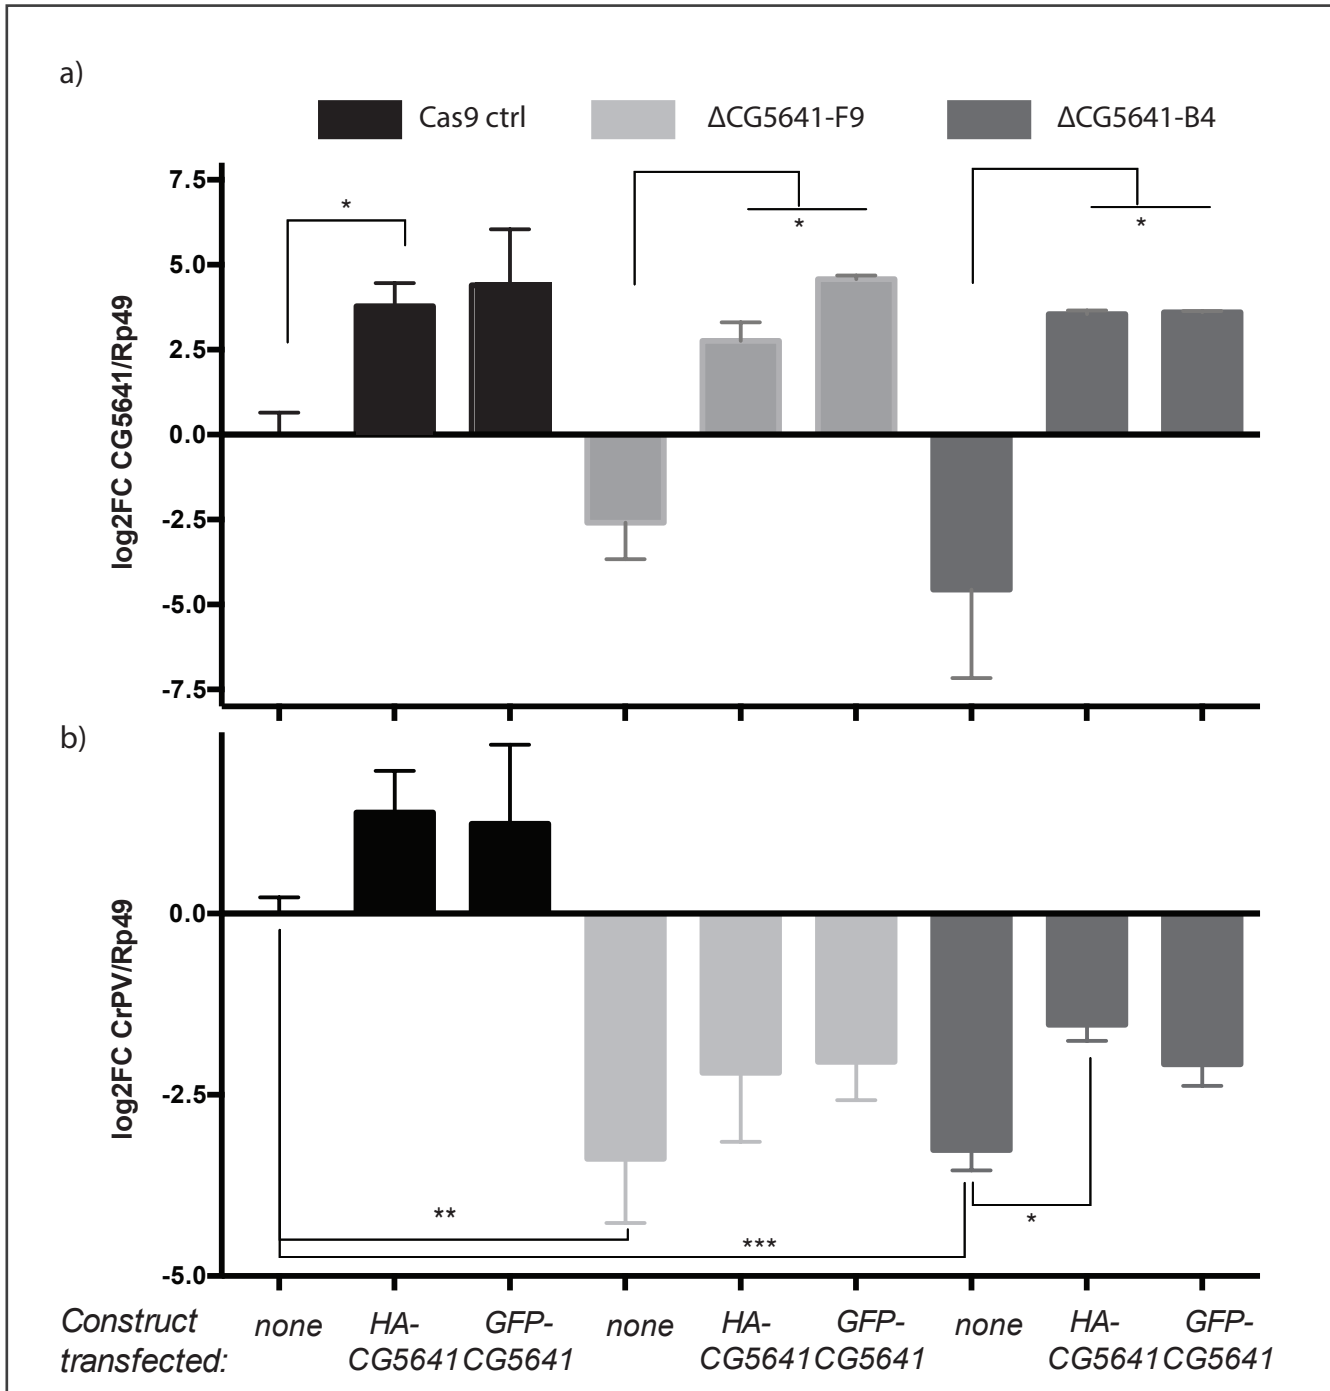 a)
Cas9 ctrl
ΔCG5641-F9
ΔCG5641-B4
log2FC CG5641/Rp49
7.5
5.0
2.5
0.0
-2.5
-5.0
-7.5
*
*
*
b)
log2FC CrPV/Rp49
0.0
-2.5
-5.0
**
***
*
Construct transfected:
none
HA-
CG5641
GFP-
CG5641
none
HA-
CG5641
GFP-
CG5641
none
HA-
CG5641
GFP-
CG5641